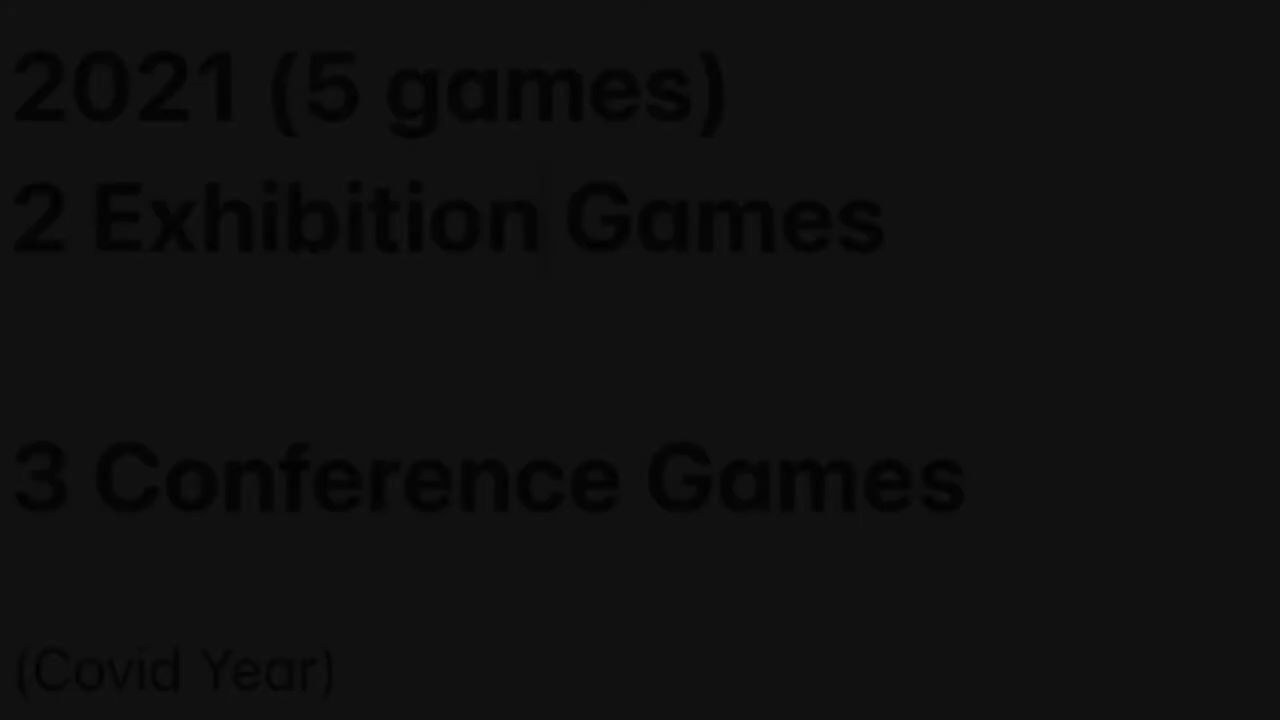 2021 (5 games)
2 Exhibition Games
3 Conference Games
(Covid Year)